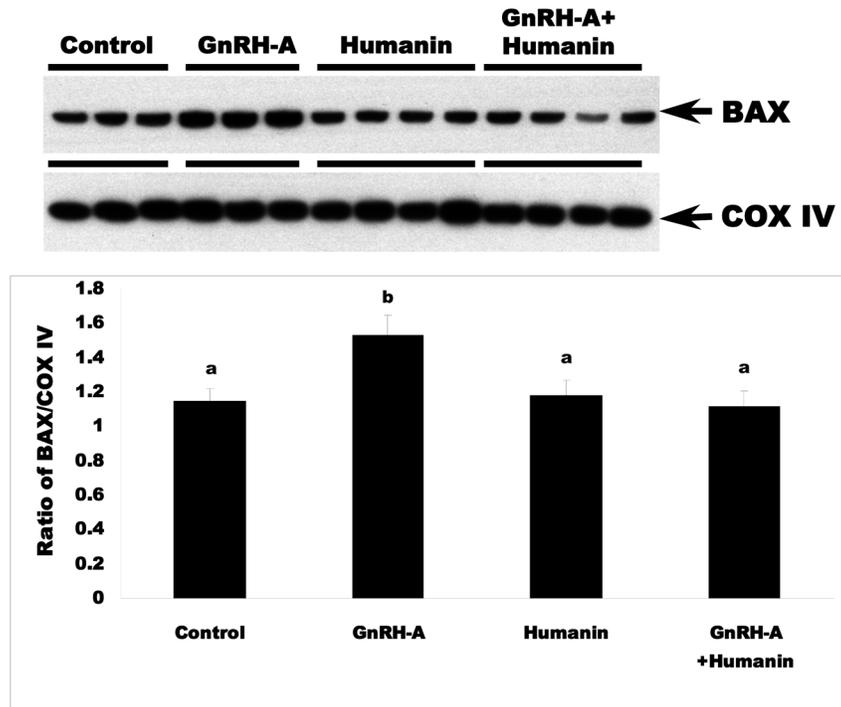 Control GnRH-A Humanin GnRH-A+
Humanin
BAX
COX IV
Ratio of BAX/COX IV
1.8
1.6
1.4
1.2
1
0.8
0.6
0.4
0.2
0
a
b
a
a
Control GnRH-A Humanin GnRH-A
+Humanin